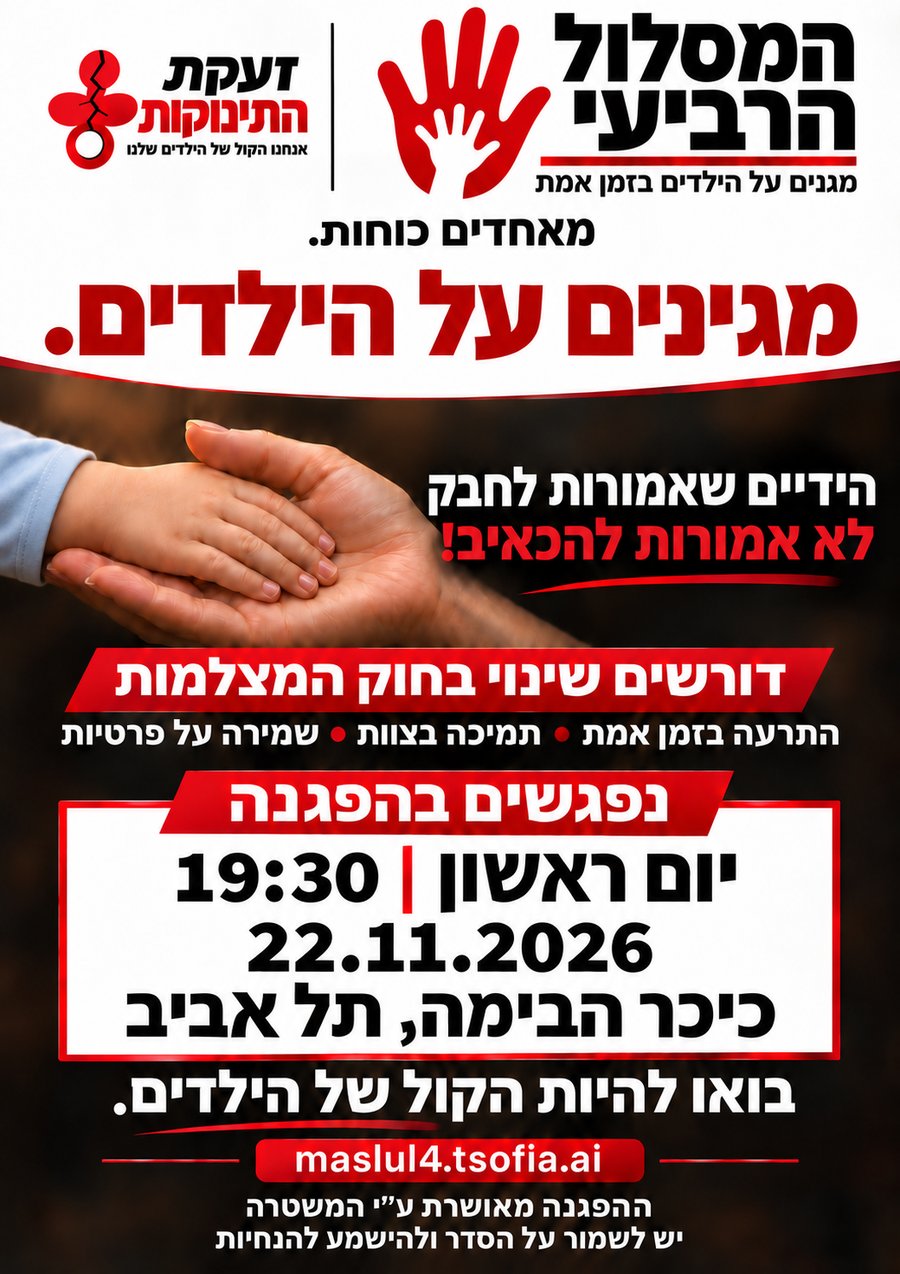 זעקת
התינוקות
אנחנו הקול של הילדים שלנו
המסלול
הרביעי
מגנים על הילדים בזמן אמת
מאחדים כוחות.
מגינים על הילדים.
הידיים שאמורות לחבק
לא אמורות להכאיב!
דורשים שינוי בחוק המצלמות
התרעה בזמן אמת • תמיכה בצוות • שמירה על פרטיות
נפגשים בהפגנה
יום ראשון | 19:30
22.11.2026
כיכר הבימה, תל אביב
בואו להיות הקול של הילדים.
maslul4.tsofia.ai
ההפגנה מאושרת ע״י המשטרה
יש לשמור על הסדר ולהישמע להנחיות